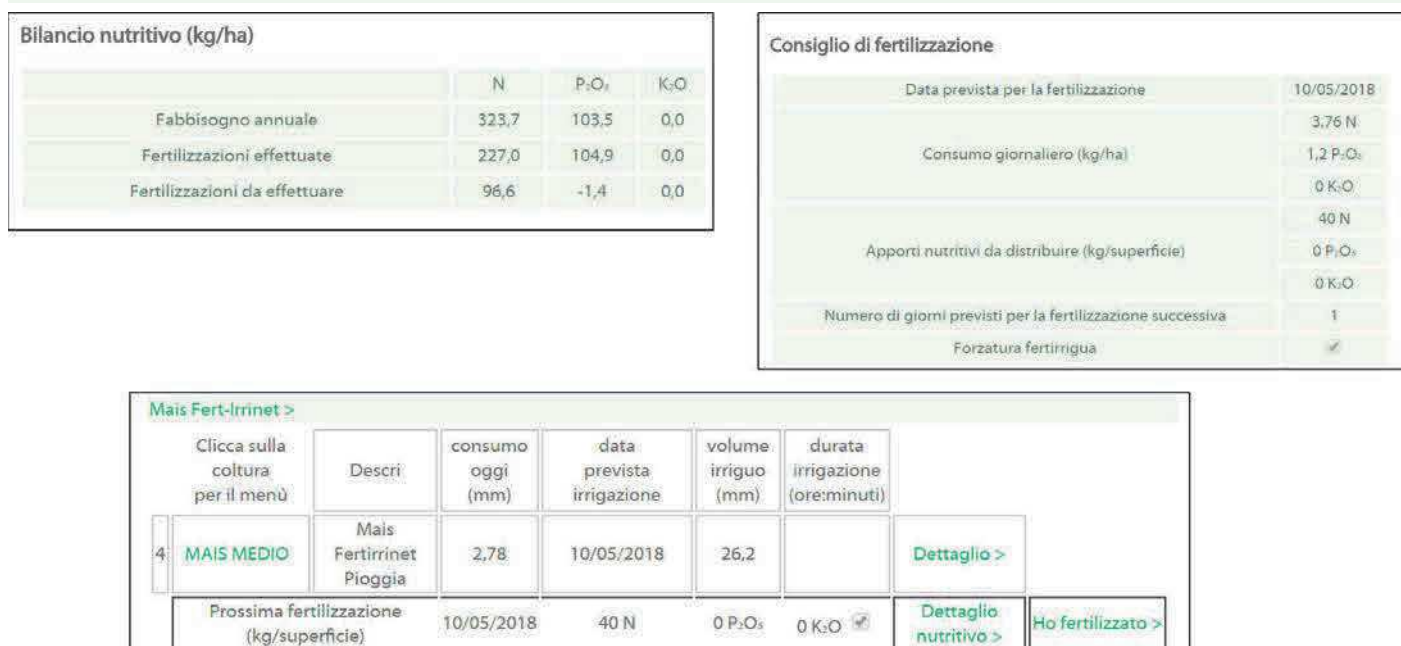 Bilancio nutritivo (kg/ha)
N P₂O₅ K₂O
Fabbisogno annuale 323,7 103,5 0,0
Fertilizzazioni effettuate 227,0 104,9 0,0
Fertilizzazioni da effettuare 96,6 -1,4 0,0
Consiglio di fertilizzazione
Data prevista per la fertilizzazione 10/05/2018
Consumo giornaliero (kg/ha)
3,76 N
1,2 P₂O₅
0 K₂O
Apporti nutritivi da distribuire (kg/superficie)
40 N
0 P₂O₅
0 K₂O
Numero di giorni previsti per la fertilizzazione successiva 1
Forzatura fertirrigua
Mais Fert-Irrinet >
Clicca sulla
coltura
per il menù
Descri
consumo
oggi
(mm)
data
prevista
irrigazione
volume
irriguo
(mm)
durata
irrigazione
(ore:minuti)
4 MAIS MEDIO
Mais
Fertirrinet
Pioggia
2,78 10/05/2018 26,2 Dettaglio >
Prossima fertilizzazione
(kg/superficie)
10/05/2018 40 N 0 P₂O₅ 0 K₂O
Dettaglio
nutritivo >
Ho fertilizzato >